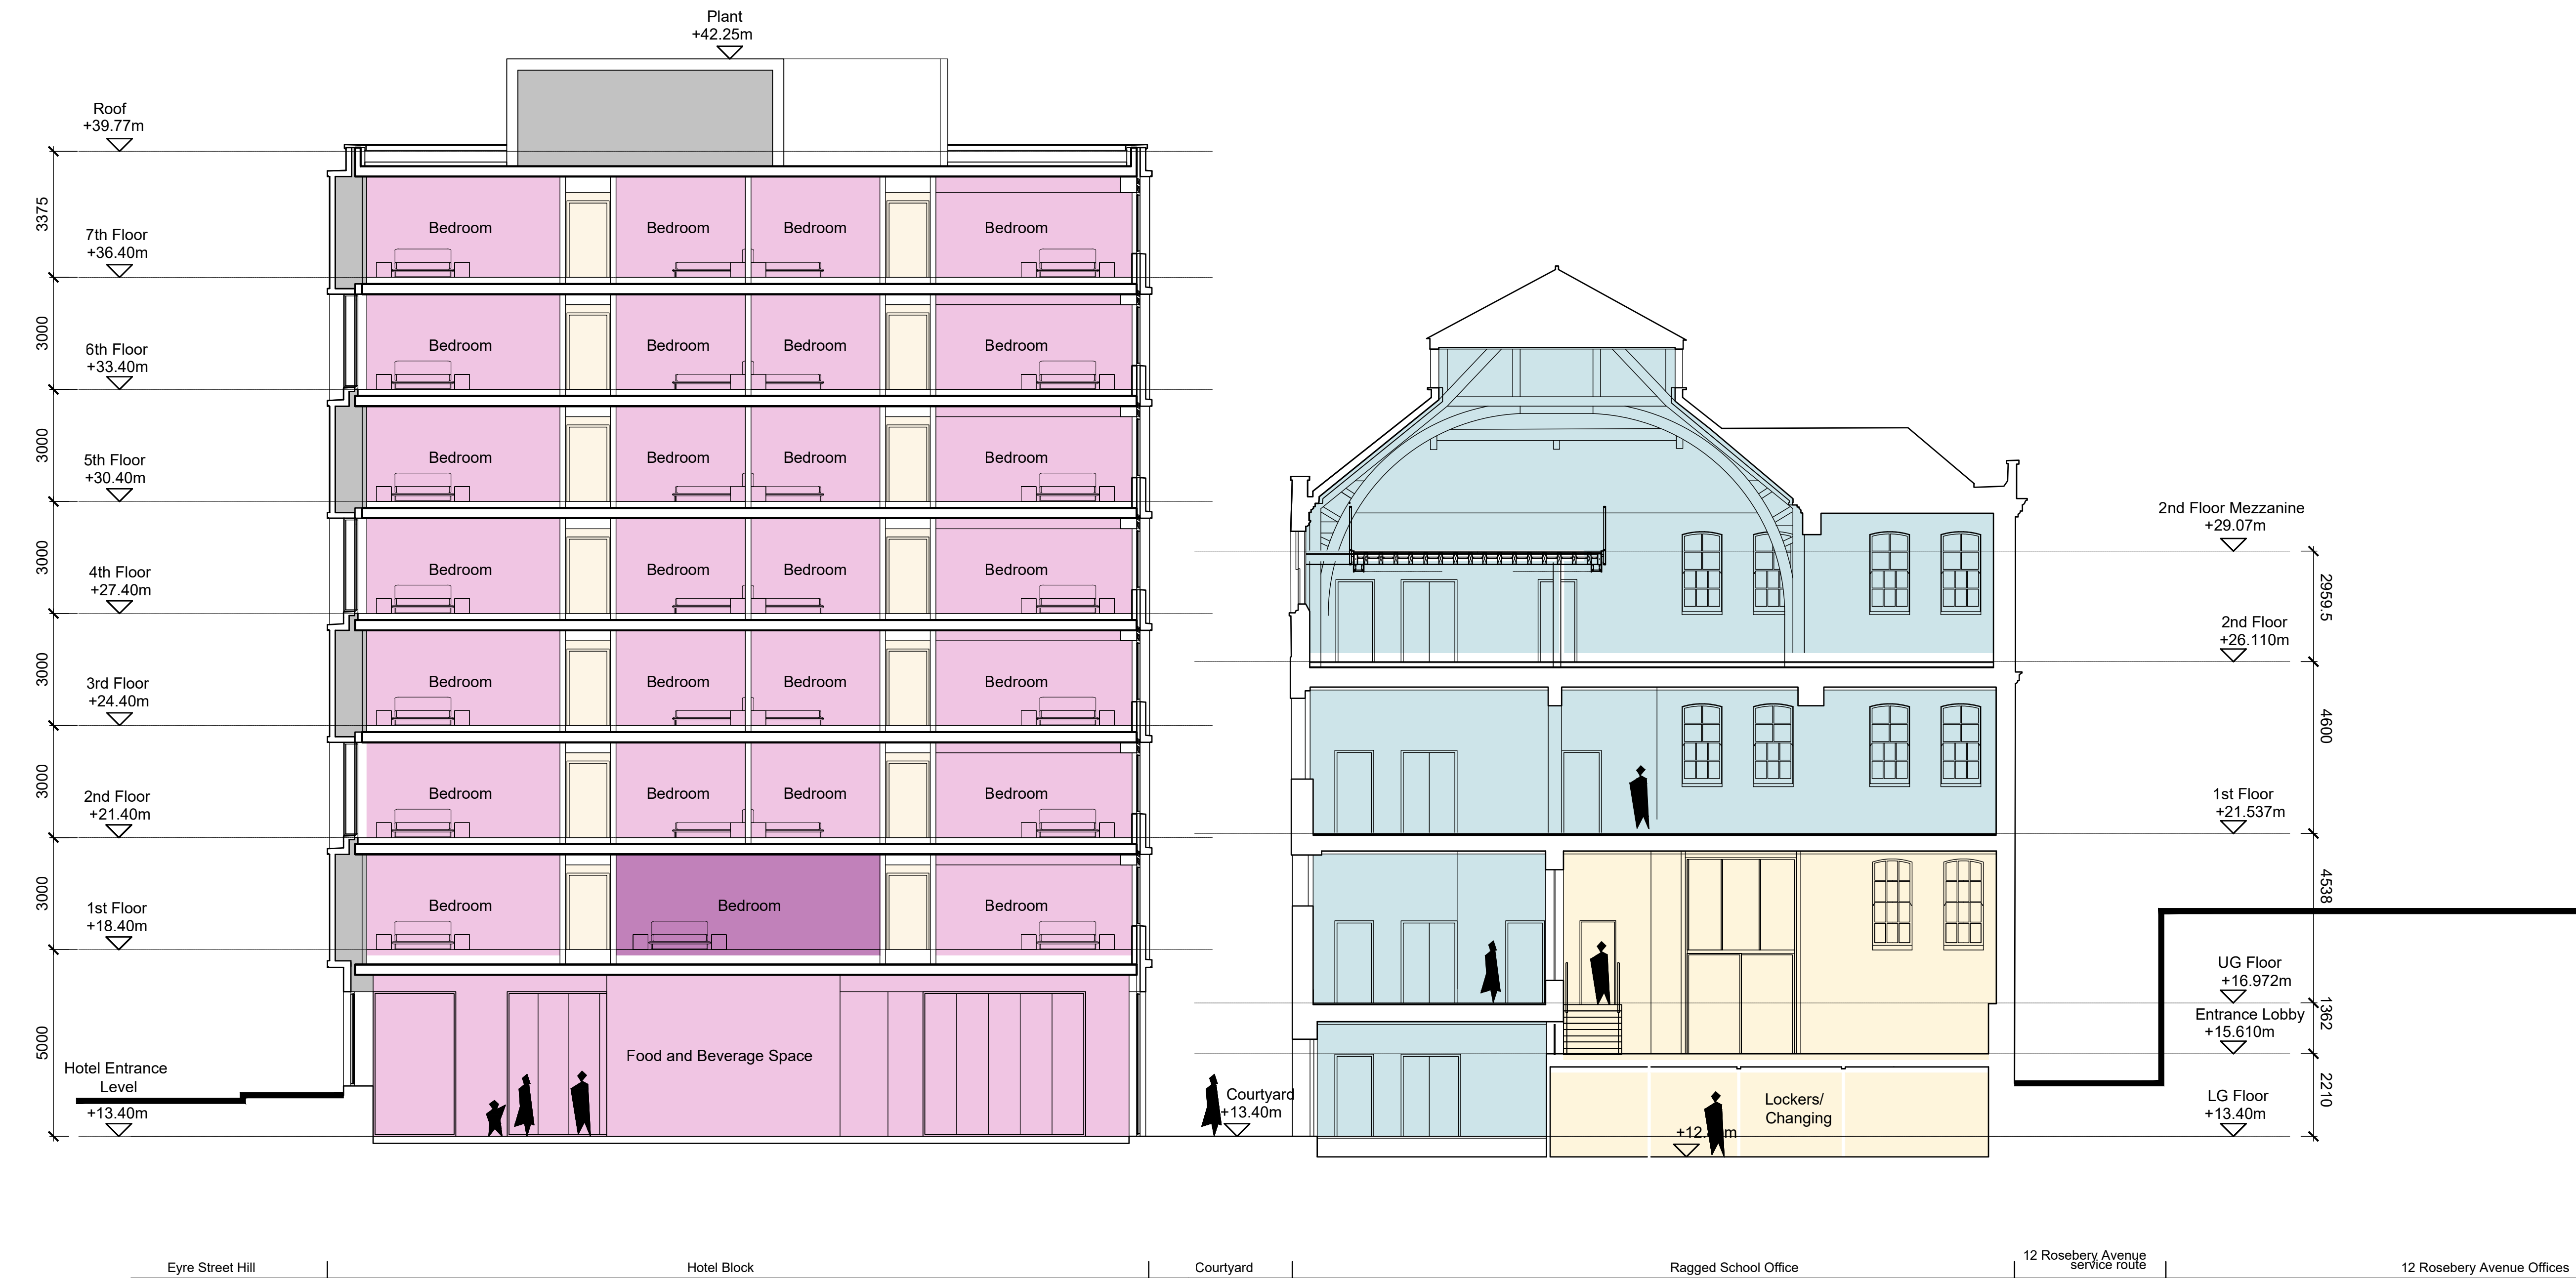 Plant
+42.25m
Roof
+39.77m
3375
7th Floor
+36.40m
Bedroom
Bedroom
Bedroom
Bedroom
3000
6th Floor
+33.40m
Bedroom
Bedroom
Bedroom
Bedroom
3000
5th Floor
+30.40m
Bedroom
Bedroom
Bedroom
Bedroom
3000
4th Floor
+27.40m
Bedroom
Bedroom
Bedroom
Bedroom
3000
3rd Floor
+24.40m
Bedroom
Bedroom
Bedroom
Bedroom
3000
2nd Floor
+21.40m
Bedroom
Bedroom
Bedroom
Bedroom
3000
1st Floor
+18.40m
Bedroom
Bedroom
Bedroom
5000
Hotel Entrance
Level
+13.40m
Food and Beverage Space
Courtyard
+13.40m
Lockers/
Changing
2nd Floor Mezzanine
+29.07m
2959.5
2nd Floor
+26.110m
4600
1st Floor
+21.537m
4538
UG Floor
+16.972m
1362
Entrance Lobby
+15.610m
2210
LG Floor
+13.40m
Eyre Street Hill
Hotel Block
Courtyard
Ragged School Office
12 Rosebery Avenue
service route
12 Rosebery Avenue Offices